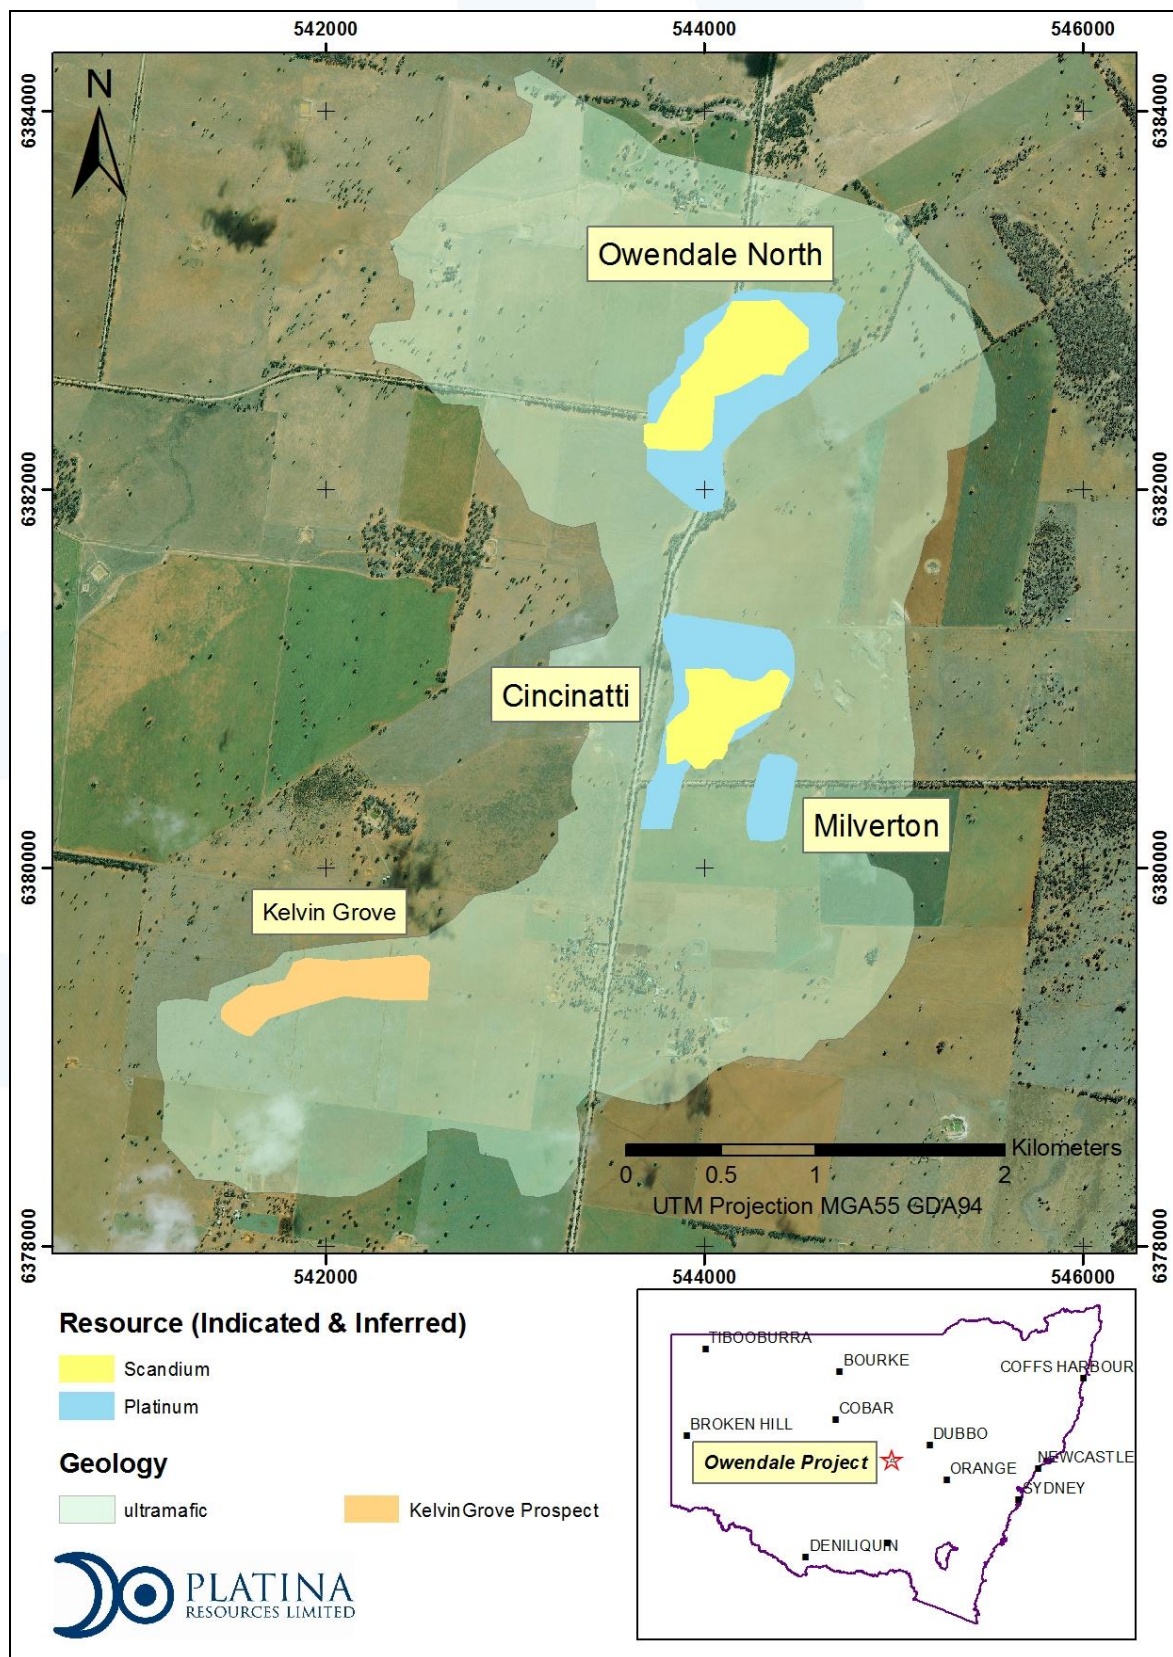 542000
544000
546000
6384000
N
6384000
Owendale North
6382000
6382000
Cincinatti
Milverton
6380000
6380000
Kelvin Grove
Kilometers
0 0.5 1 2
UTM Projection MGA55 GDA94
6378000
6378000
542000
544000
546000
Resource (Indicated & Inferred)
Scandium
Platinum
Geology
ultramafic
KelvinGrove Prospect
PLATINA
RESOURCES LIMITED
TIBOOBURRA
BOURKE
COFFS HARBOUR
COBAR
BROKEN HILL
DUBBO
Owendale Project
NEWCASTLE
ORANGE
SYDNEY
DENILIQUIN